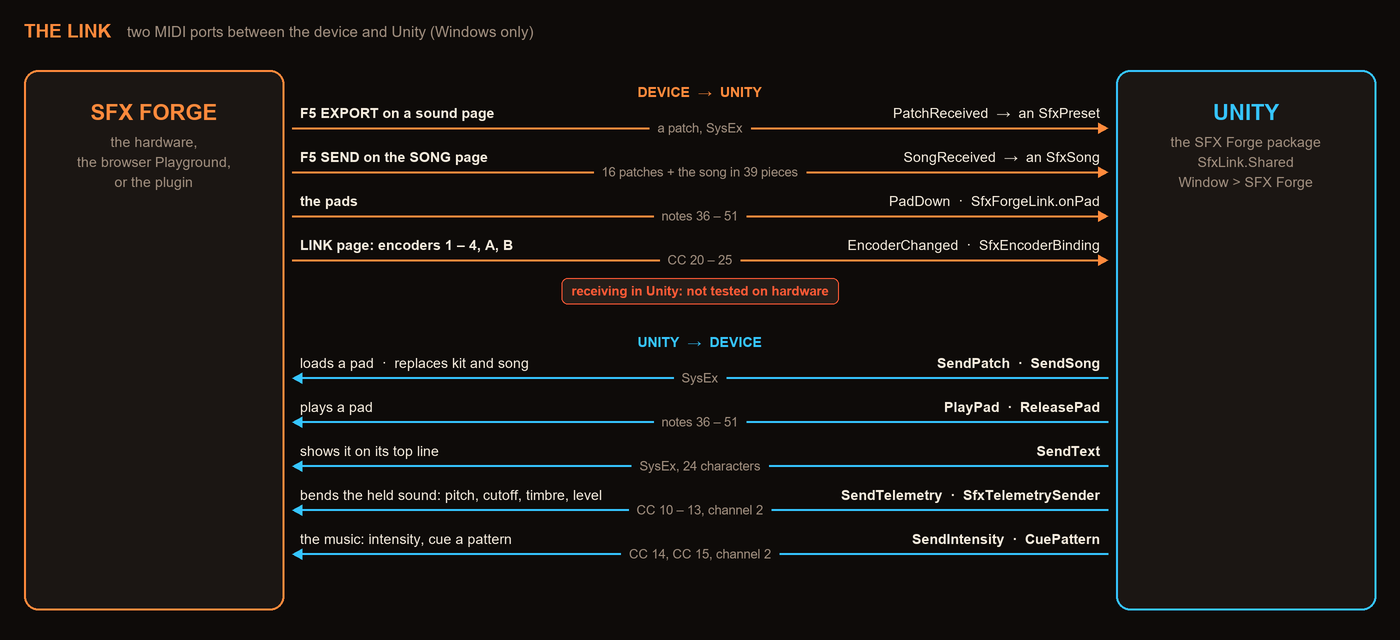 THE LINK two MIDI ports between the device and Unity (Windows only)
SFX FORGE
the hardware,
the browser Playground,
or the plugin
DEVICE → UNITY
F5 EXPORT on a sound page
a patch, SysEx
PatchReceived → an SfxPreset
F5 SEND on the SONG page
16 patches + the song in 39 pieces
SongReceived → an SfxSong
the pads
notes 36 – 51
PadDown · SfxForgeLink.onPad
LINK page: encoders 1 – 4, A, B
CC 20 – 25
EncoderChanged · SfxEncoderBinding
receiving in Unity: not tested on hardware
UNITY → DEVICE
loads a pad · replaces kit and song
SysEx
SendPatch · SendSong
plays a pad
notes 36 – 51
PlayPad · ReleasePad
shows it on its top line
SysEx, 24 characters
SendText
bends the held sound: pitch, cutoff, timbre, level
CC 10 – 13, channel 2
SendTelemetry · SfxTelemetrySender
the music: intensity, cue a pattern
CC 14, CC 15, channel 2
SendIntensity · CuePattern
UNITY
the SFX Forge package
SfxLink.Shared
Window > SFX Forge